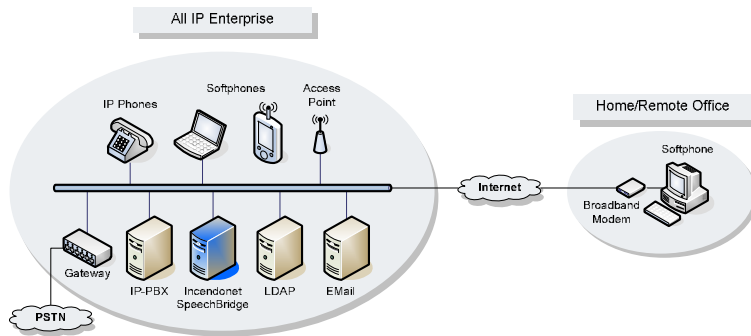 All IP Enterprise
Softphones
Access
Point
IP Phones
Home/Remote Office
Softphone
Internet
Broadband
Modem
Gateway
IP-PBX
Incendonet
SpeechBridge
LDAP
EMail
PSTN